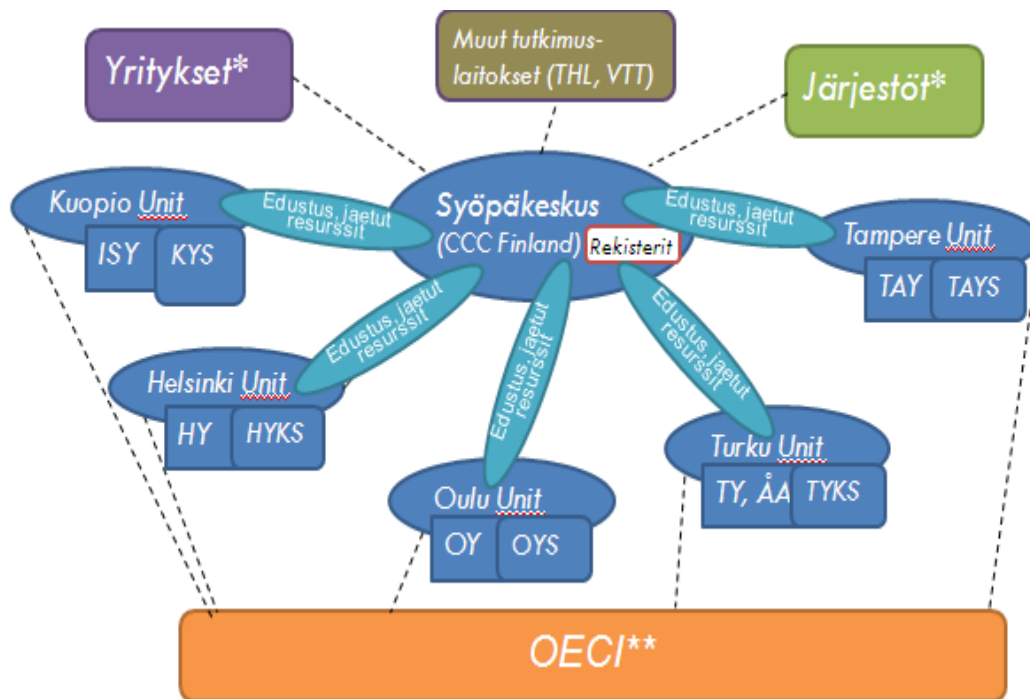 Yritykset*
Muut tutkimus-
laitokset (THL, VTT)
Järjestöt*
Kuopio Unit
ISY
KYS
Edustus, jaetut
resurssit
Syöpäkeskus
(CCC Finland)
Rekisterit
Edustus, jaetut
resurssit
Tampere Unit
TAY
TAYS
Edustus, jaetut
resurssit
Edustus, jaetut
resurssit
Edustus, jaetut
resurssit
Helsinki Unit
HY
HYKS
Oulu Unit
OY
OYS
Turku Unit
TY, ÅA
TYKS
OECI**